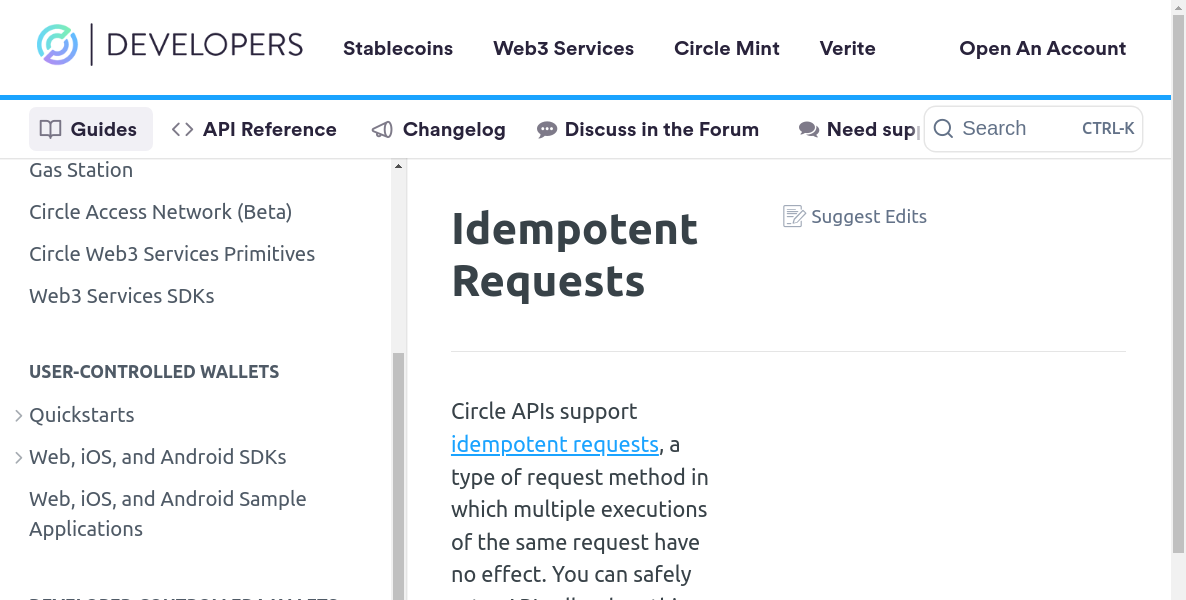 DEVELOPERS
Stablecoins
Web3 Services
Circle Mint
Verite
Open An Account
Guides
API Reference
Changelog
Discuss in the Forum
Need sup
Search
CTRL-K
Gas Station
Circle Access Network (Beta)
Circle Web3 Services Primitives
Web3 Services SDKs
USER-CONTROLLED WALLETS
Quickstarts
Web, iOS, and Android SDKs
Web, iOS, and Android Sample
Applications
Idempotent
Requests
Suggest Edits
Circle APIs support
idempotent requests, a
type of request method in
which multiple executions
of the same request have
no effect. You can safely